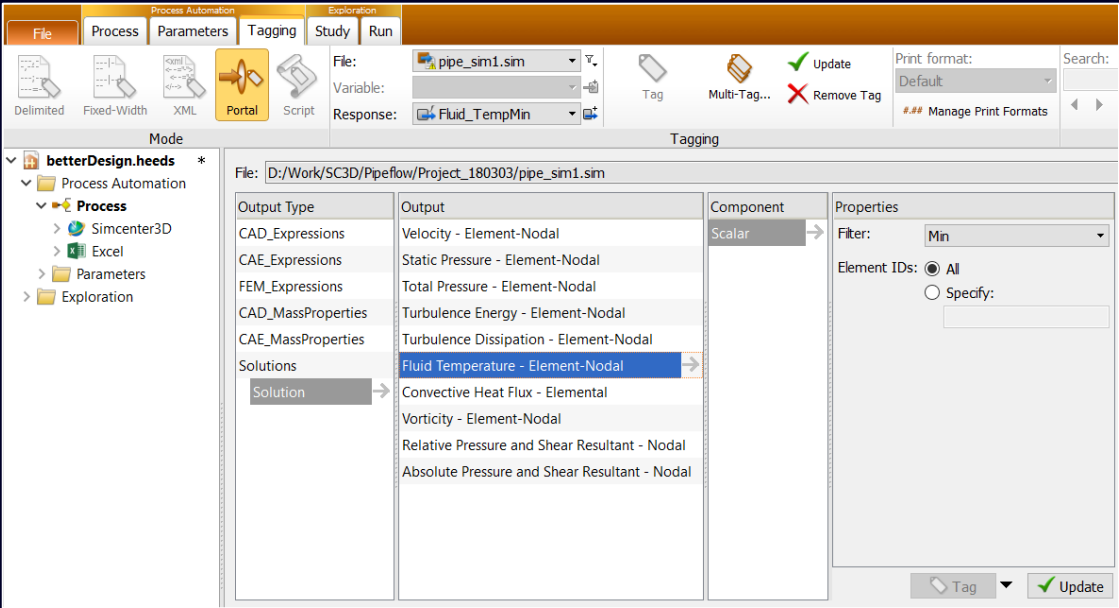 Process Automation
Exploration
File
Process
Parameters
Tagging
Study
Run
Delimited
Fixed-Width
XML
Portal
Script
Mode
File:
pipe_sim1.sim
Variable:
Response:
Fluid_TempMin
Tag
Multi-Tag...
Update
Remove Tag
Print format:
Default
#.## Manage Print Formats
Search:
Tagging
betterDesign.heeds *
Process Automation
Process
Simcenter3D
Excel
Parameters
Exploration
File: D:/Work/SC3D/Pipeflow/Project_180303/pipe_sim1.sim
Output Type
CAD_Expressions
CAE_Expressions
FEM_Expressions
CAD_MassProperties
CAE_MassProperties
Solutions
Solution
Output
Velocity - Element-Nodal
Static Pressure - Element-Nodal
Total Pressure - Element-Nodal
Turbulence Energy - Element-Nodal
Turbulence Dissipation - Element-Nodal
Fluid Temperature - Element-Nodal
Convective Heat Flux - Elemental
Vorticity - Element-Nodal
Relative Pressure and Shear Resultant - Nodal
Absolute Pressure and Shear Resultant - Nodal
Component
Scalar
Properties
Filter: Min
Element IDs: All
Specify:
Tag
Update